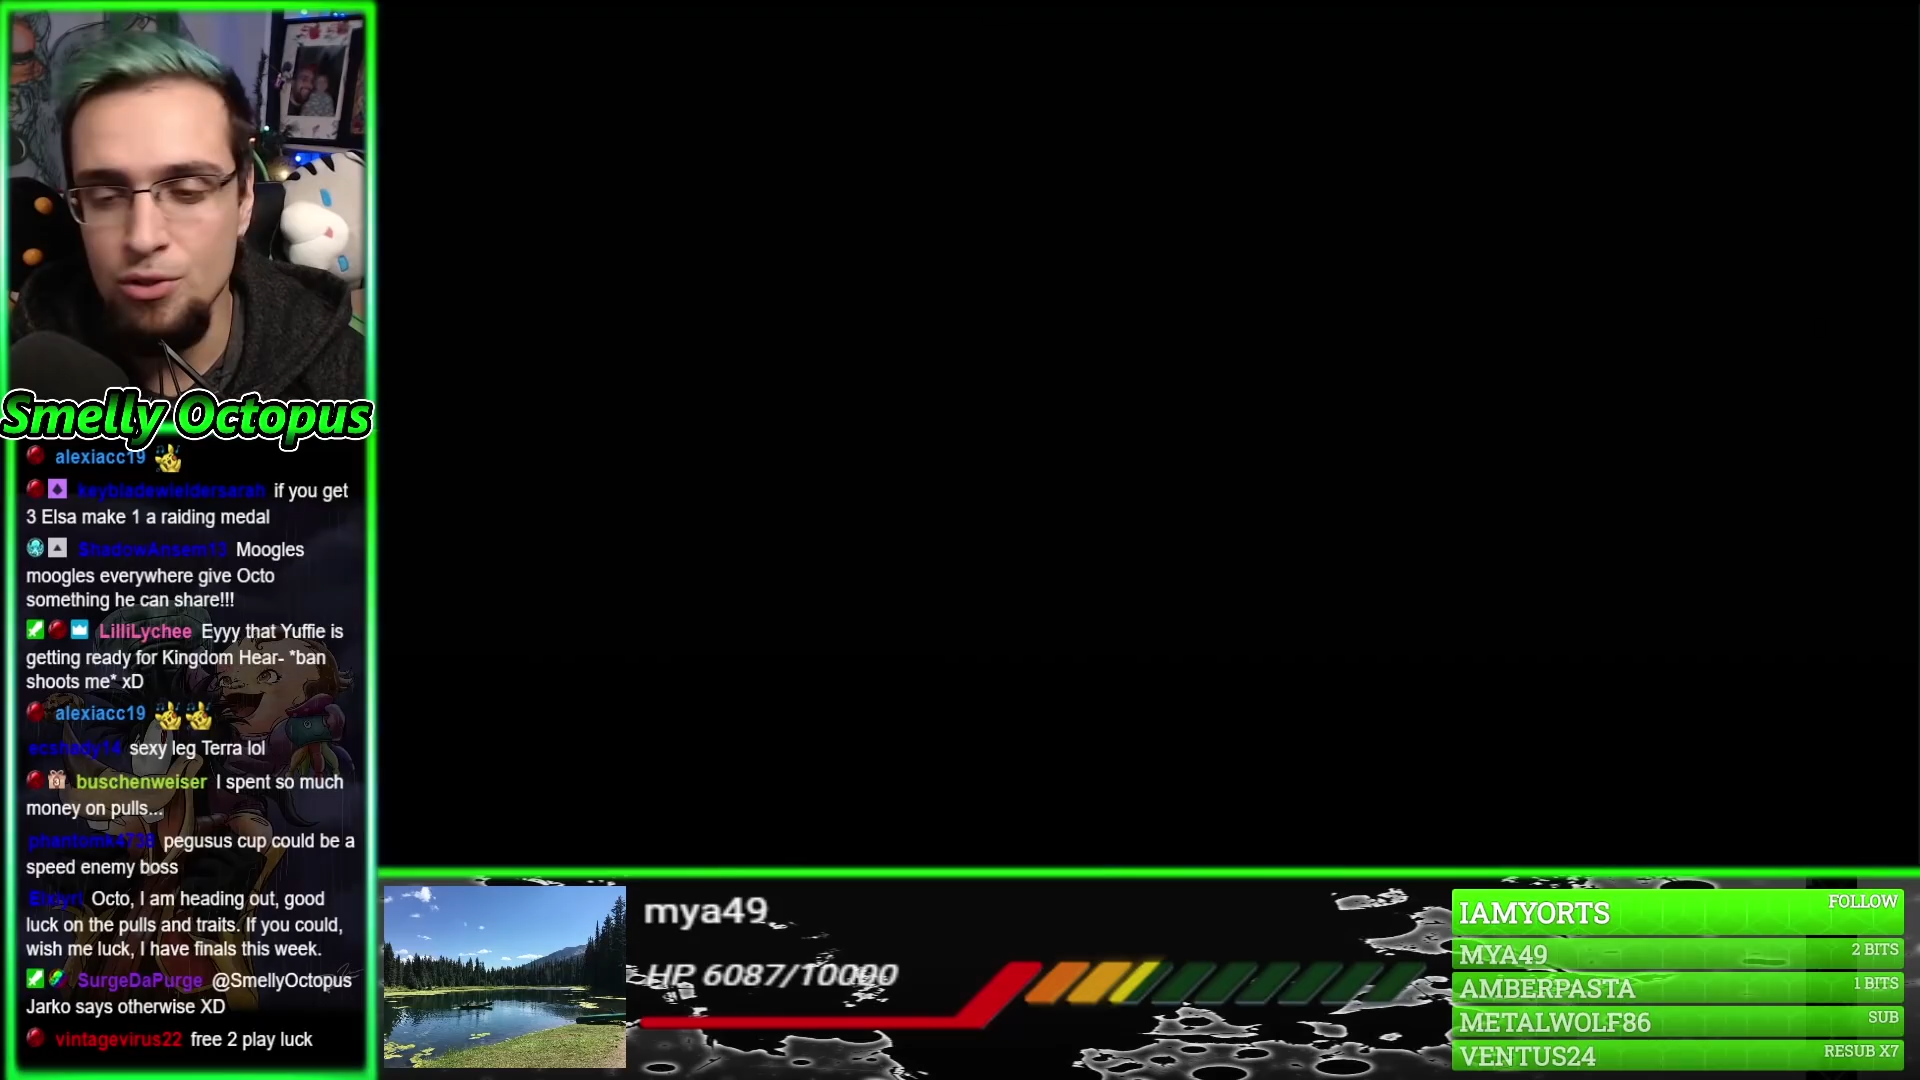 Smelly Octopus
alexiacc19
keybladewieldersarah if you get
3 Elsa make 1 a raiding medal
ShadowAnsem13 Moogles
moogles everywhere give Octo
something he can share!!!
LilliLychee Eyyy that Yuffie is
getting ready for Kingdom Hear- *ban
shoots me* xD
alexiacc19
ecshady14 sexy leg Terra lol
buschenweiser I spent so much
money on pulls...
pegusus cup could be a
speed enemy boss
Octo, I am heading out, good
luck on the pulls and traits. If you could,
wish me luck, I have finals this week.
SurgeDaPurge @SmellyOctopus
Jarko says otherwise XD
vintagevirus22 free 2 play luck
mya49
HP 6087/10000
IAMYORTS FOLLOW
MYA49 2 BITS
AMBERPASTA 1 BITS
METALWOLF86 SUB
VENTUS24 RESUB X7